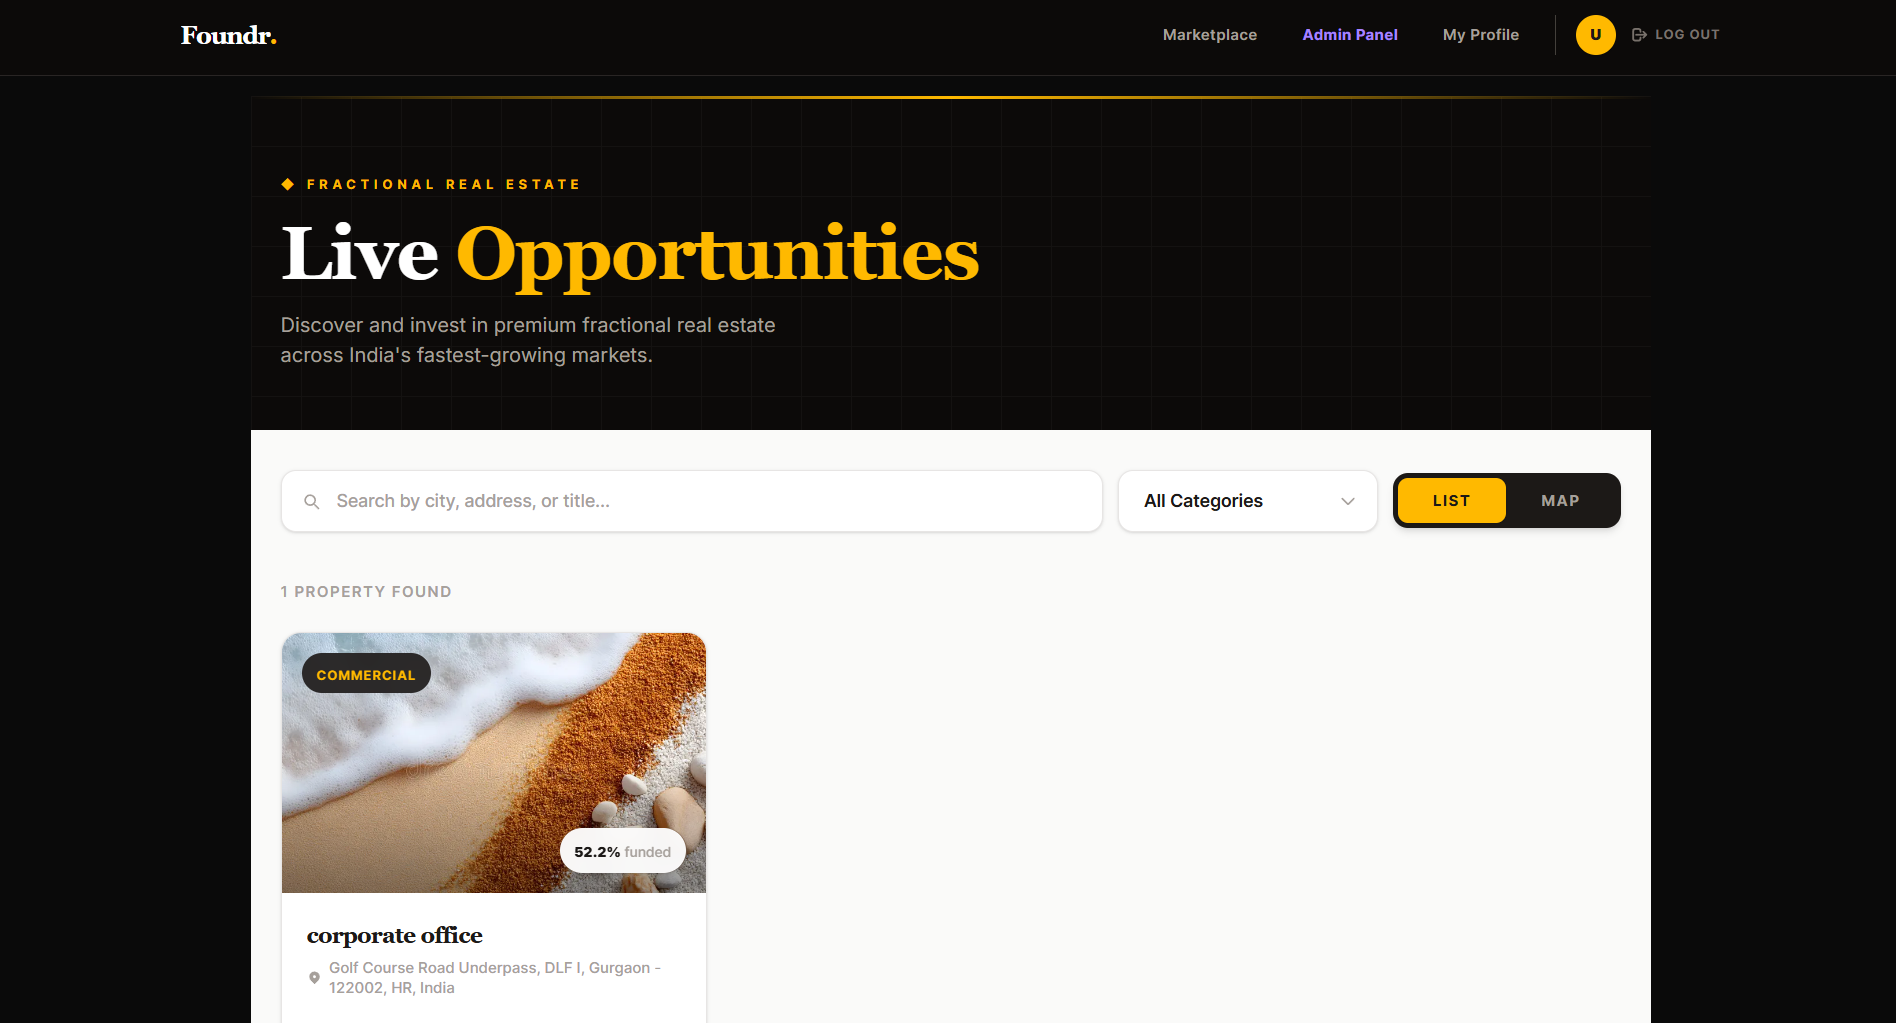 Foundr.
Marketplace
Admin Panel
My Profile
U
LOG OUT
FRACTIONAL REAL ESTATE
Live Opportunities
Discover and invest in premium fractional real estate
across India's fastest-growing markets.
Search by city, address, or title...
All Categories
LIST
MAP
1 PROPERTY FOUND
COMMERCIAL
52.2% funded
corporate office
Golf Course Road Underpass, DLF I, Gurgaon -
122002, HR, India